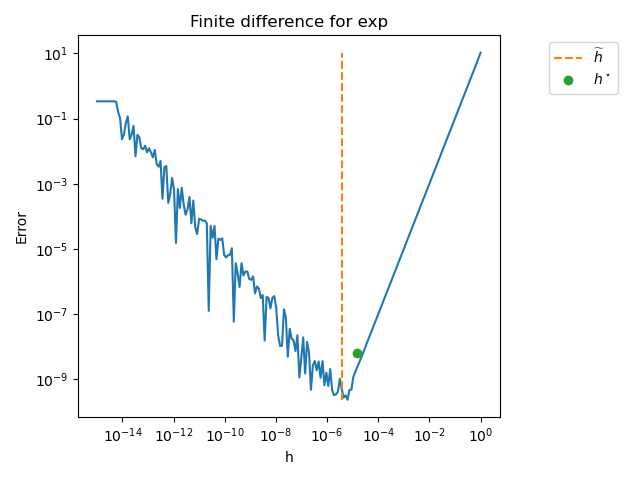 Finite difference for exp
10¹
10⁻¹
10⁻³
10⁻⁵
10⁻⁷
10⁻⁹
Error
10⁻¹⁴ 10⁻¹² 10⁻¹⁰ 10⁻⁸ 10⁻⁶ 10⁻⁴ 10⁻² 10⁰
h
h̃
h⋆